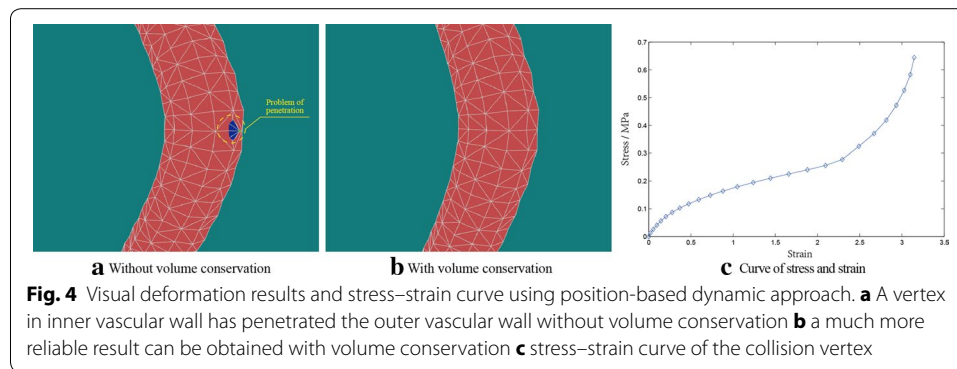 Problem of
penetration
a Without volume conservation
b With volume conservation
Stress / MPa
0.7
0.6
0.5
0.4
0.3
0.2
0.1
0
0 0.5 1 1.5 2 2.5 3 3.5
Strain
c Curve of stress and strain
Fig. 4 Visual deformation results and stress–strain curve using position-based dynamic approach. a A vertex
in inner vascular wall has penetrated the outer vascular wall without volume conservation b a much more
reliable result can be obtained with volume conservation c stress–strain curve of the collision vertex